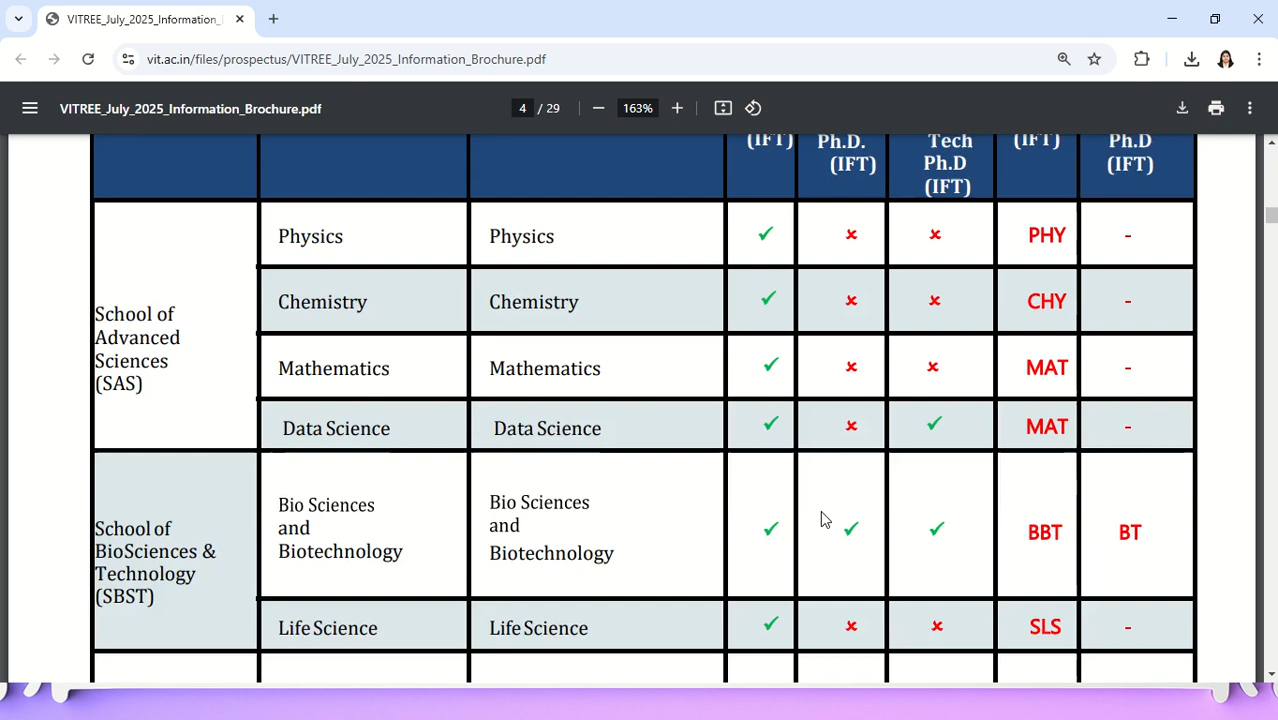 VITREE_July_2025_Information_
vit.ac.in/files/prospectus/VITREE_July_2025_Information_Brochure.pdf
VITREE_July_2025_Information_Brochure.pdf
4 / 29
163%
(IFT)
Ph.D.
(IFT)
Tech
Ph.D
(IFT)
(IFT)
Ph.D
(IFT)
School of
Advanced
Sciences
(SAS)
Physics
Physics
✓ × × PHY -
Chemistry
Chemistry
✓ × × CHY -
Mathematics
Mathematics
✓ × × MAT -
Data Science
Data Science
✓ × ✓ MAT -
School of
BioSciences &
Technology
(SBST)
Bio Sciences
and
Biotechnology
Bio Sciences
and
Biotechnology
✓ ✓ ✓ BBT BT
Life Science
Life Science
✓ × × SLS -